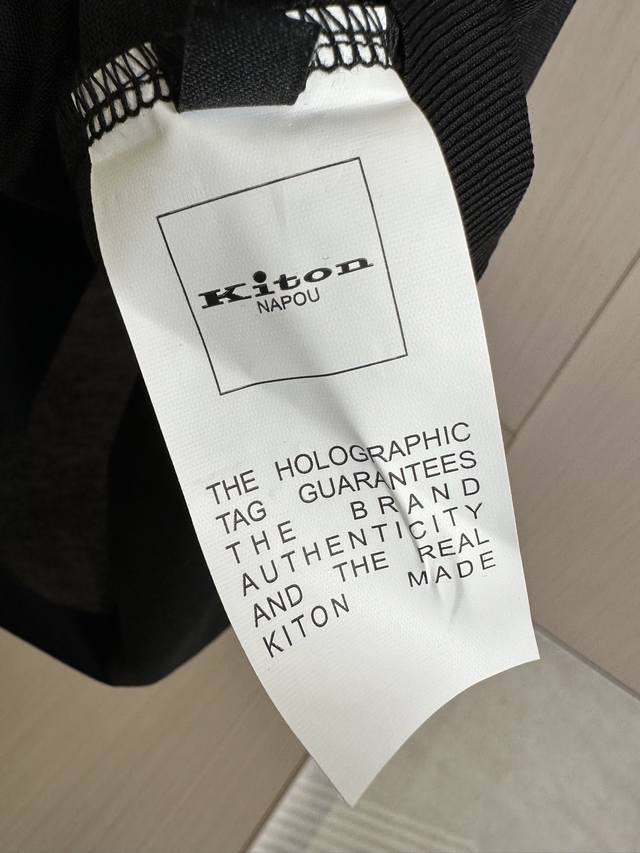 Kiton
NAPOU
THE HOLOGRAPHIC
TAG GUARANTEES
THE BRAND
AUTHENTICITY
AND THE REAL
KITON MADE